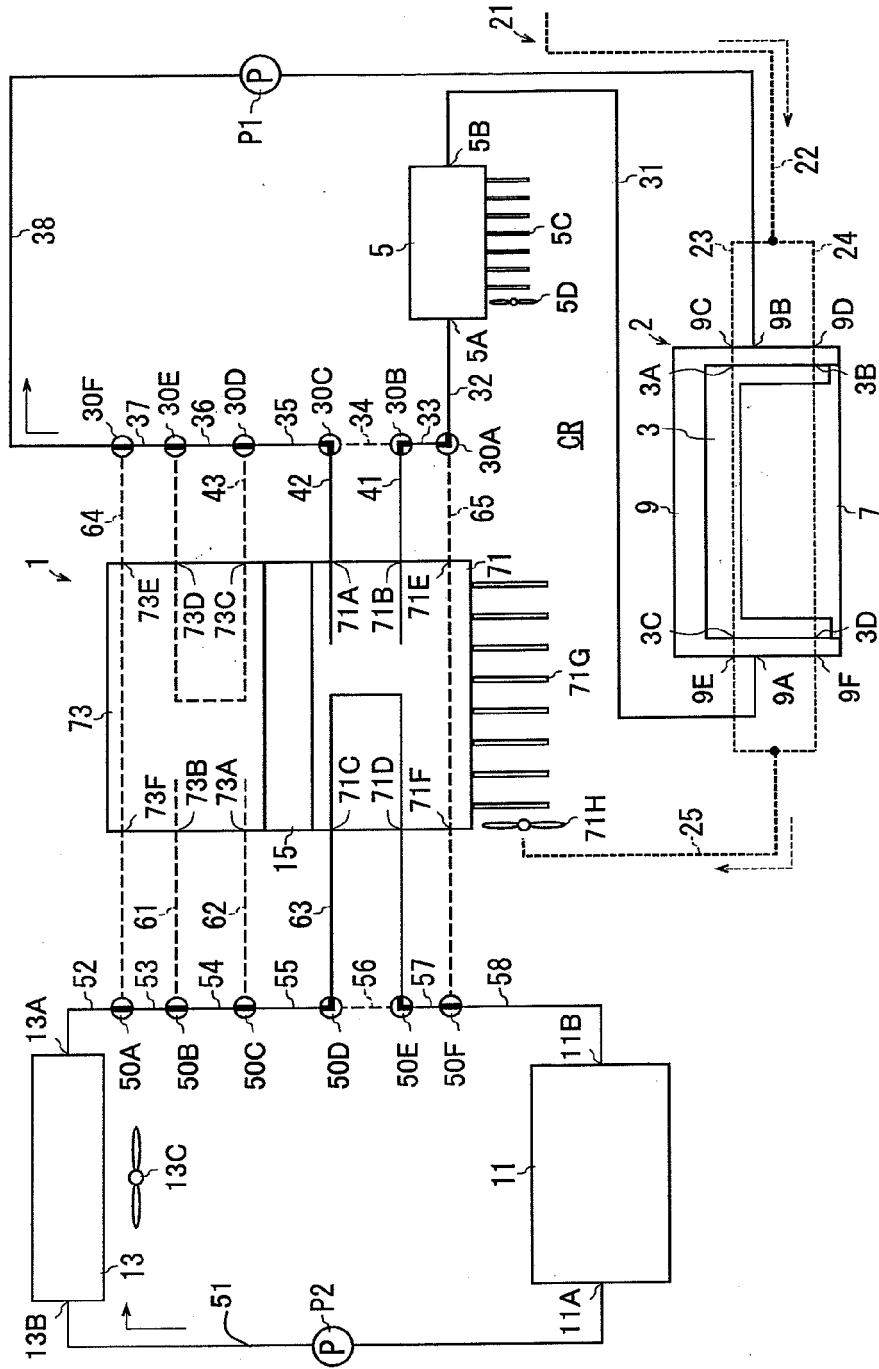 21
P
P1
38
5B
31
22
5
5C
5D
23
24
5A
2
9C
9B
9D
30F
37
30E
36
30D
35
30C
34
30B
33
32
30A
CR
3A
3B
64
43
42
41
65
3
9
7
1
73E
73D
73C
71A
71B
71E
71
73
71G
3C
3D
9E
9A
9F
73F
73B
73A
15
71C
71D
71F
71H
25
61
62
63
52
53
54
55
56
57
58
13A
50A
50B
50C
50D
50E
50F
11B
13C
11
13
13B
51
P2
P
11A